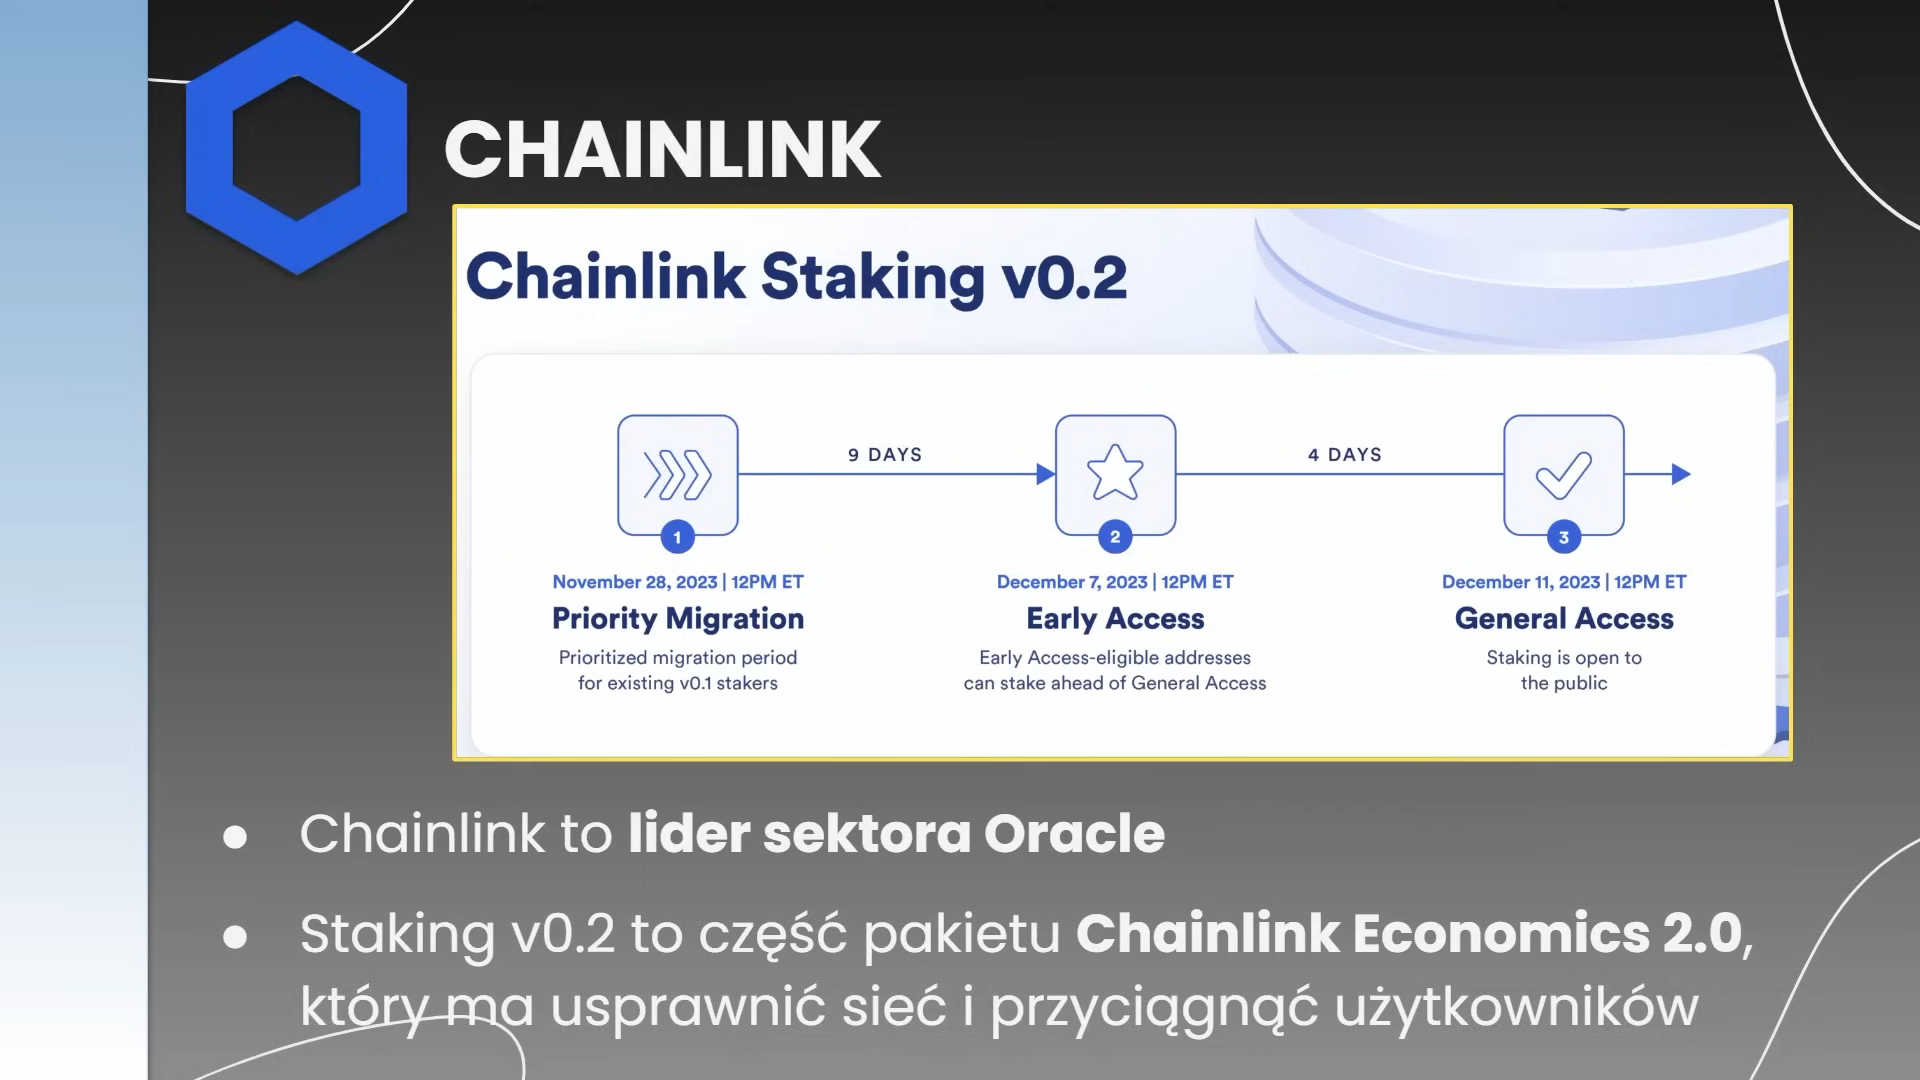 CHAINLINK
Chainlink Staking v0.2
9 DAYS
4 DAYS
1
2
3
November 28, 2023 | 12PM ET
Priority Migration
Prioritized migration period
for existing v0.1 stakers
December 7, 2023 | 12PM ET
Early Access
Early Access-eligible addresses
can stake ahead of General Access
December 11, 2023 | 12PM ET
General Access
Staking is open to
the public
● Chainlink to lider sektora Oracle
● Staking v0.2 to część pakietu Chainlink Economics 2.0,
który ma usprawnić sieć i przyciągnąć użytkowników